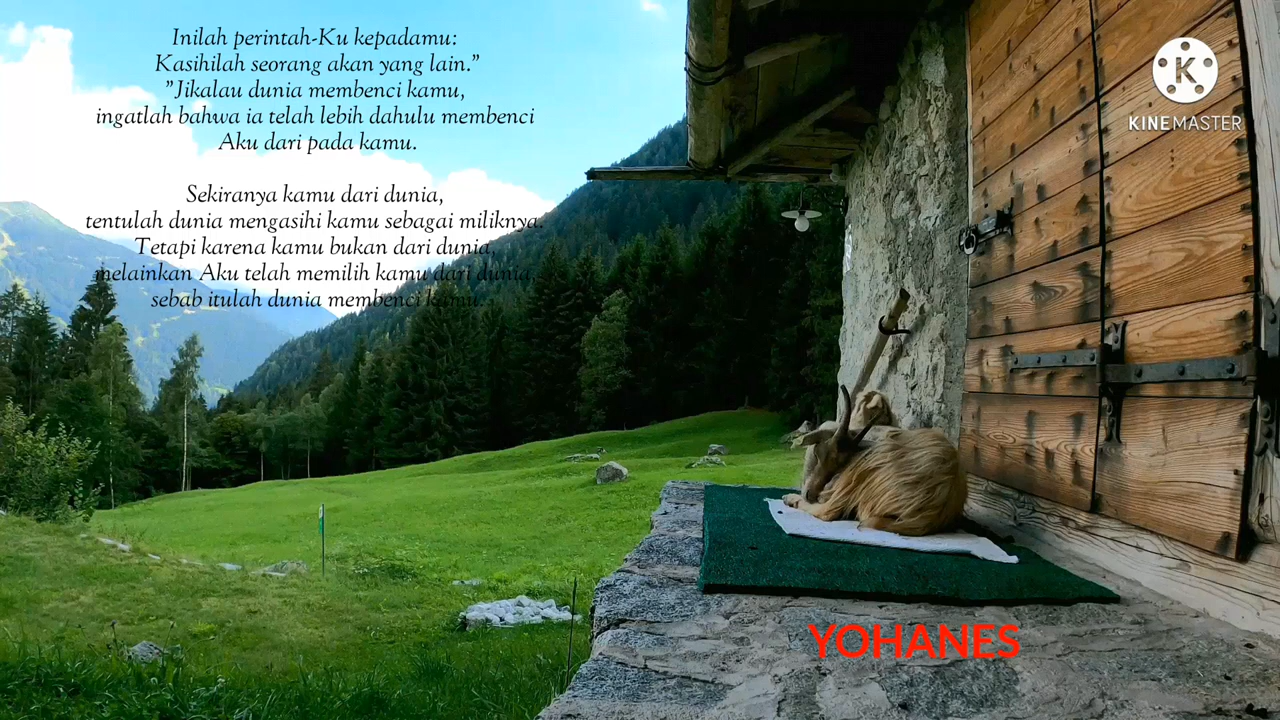 Inilah perintah-Ku kepadamu:
Kasihilah seorang akan yang lain.”
”Jikalau dunia membenci kamu,
ingatlah bahwa ia telah lebih dahulu membenci
Aku dari pada kamu.
Sekiranya kamu dari dunia,
tentulah dunia mengasihi kamu sebagai miliknya.
Tetapi karena kamu bukan dari dunia,
melainkan Aku telah memilih kamu dari dunia,
sebab itulah dunia membenci kamu.
K
KINEMASTER
YOHANES